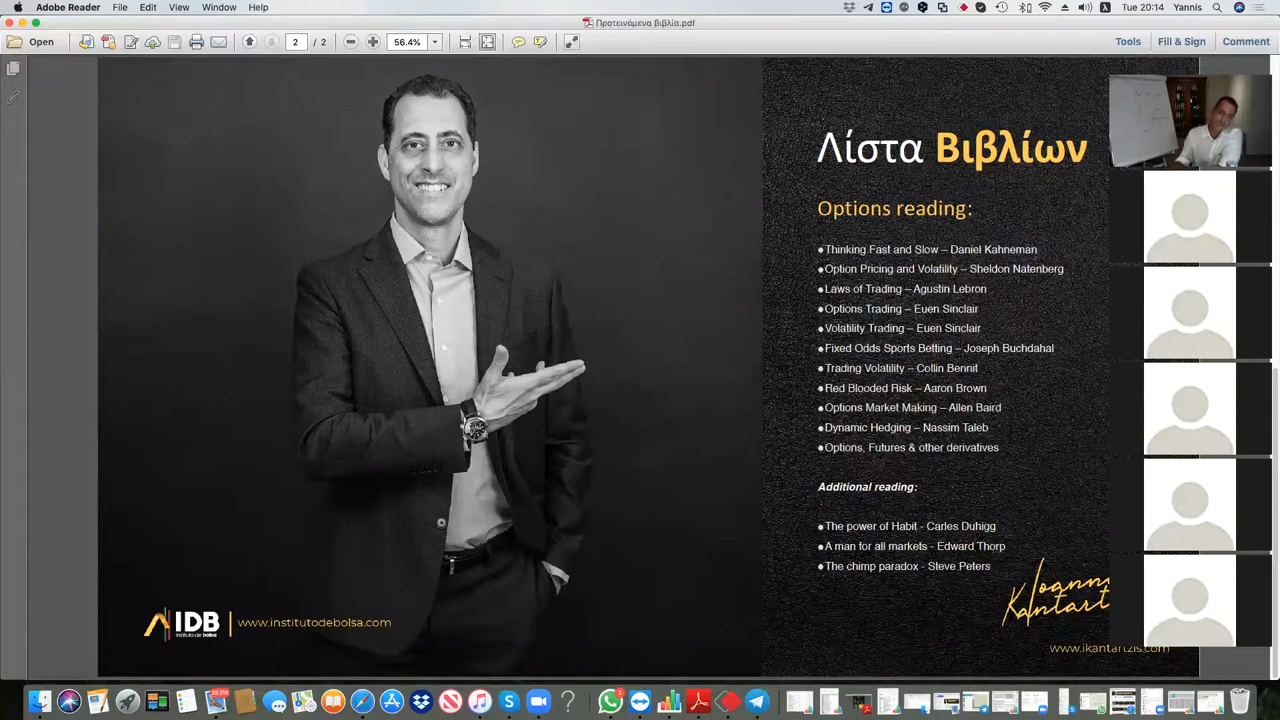 Adobe Reader File Edit View Window Help
Tue 20:14 Yannis
Προτεινόμενα βιβλία.pdf
Open 2 / 2 56.4% Tools Fill & Sign Comment
Λίστα Βιβλίων
Options reading:
●Thinking Fast and Slow – Daniel Kahneman
●Option Pricing and Volatility – Sheldon Natenberg
●Laws of Trading – Agustin Lebron
●Options Trading – Euen Sinclair
●Volatility Trading – Euen Sinclair
●Fixed Odds Sports Betting – Joseph Buchdahal
●Trading Volatility – Collin Bennit
●Red Blooded Risk – Aaron Brown
●Options Market Making – Allen Baird
●Dynamic Hedging – Nassim Taleb
●Options, Futures & other derivatives
Additional reading:
●The power of Habit - Carles Duhigg
●A man for all markets - Edward Thorp
●The chimp paradox - Steve Peters
Ioann
Kantart
IDB
instituto de bolsa
www.institutodebolsa.com
www.ikantartzis.com